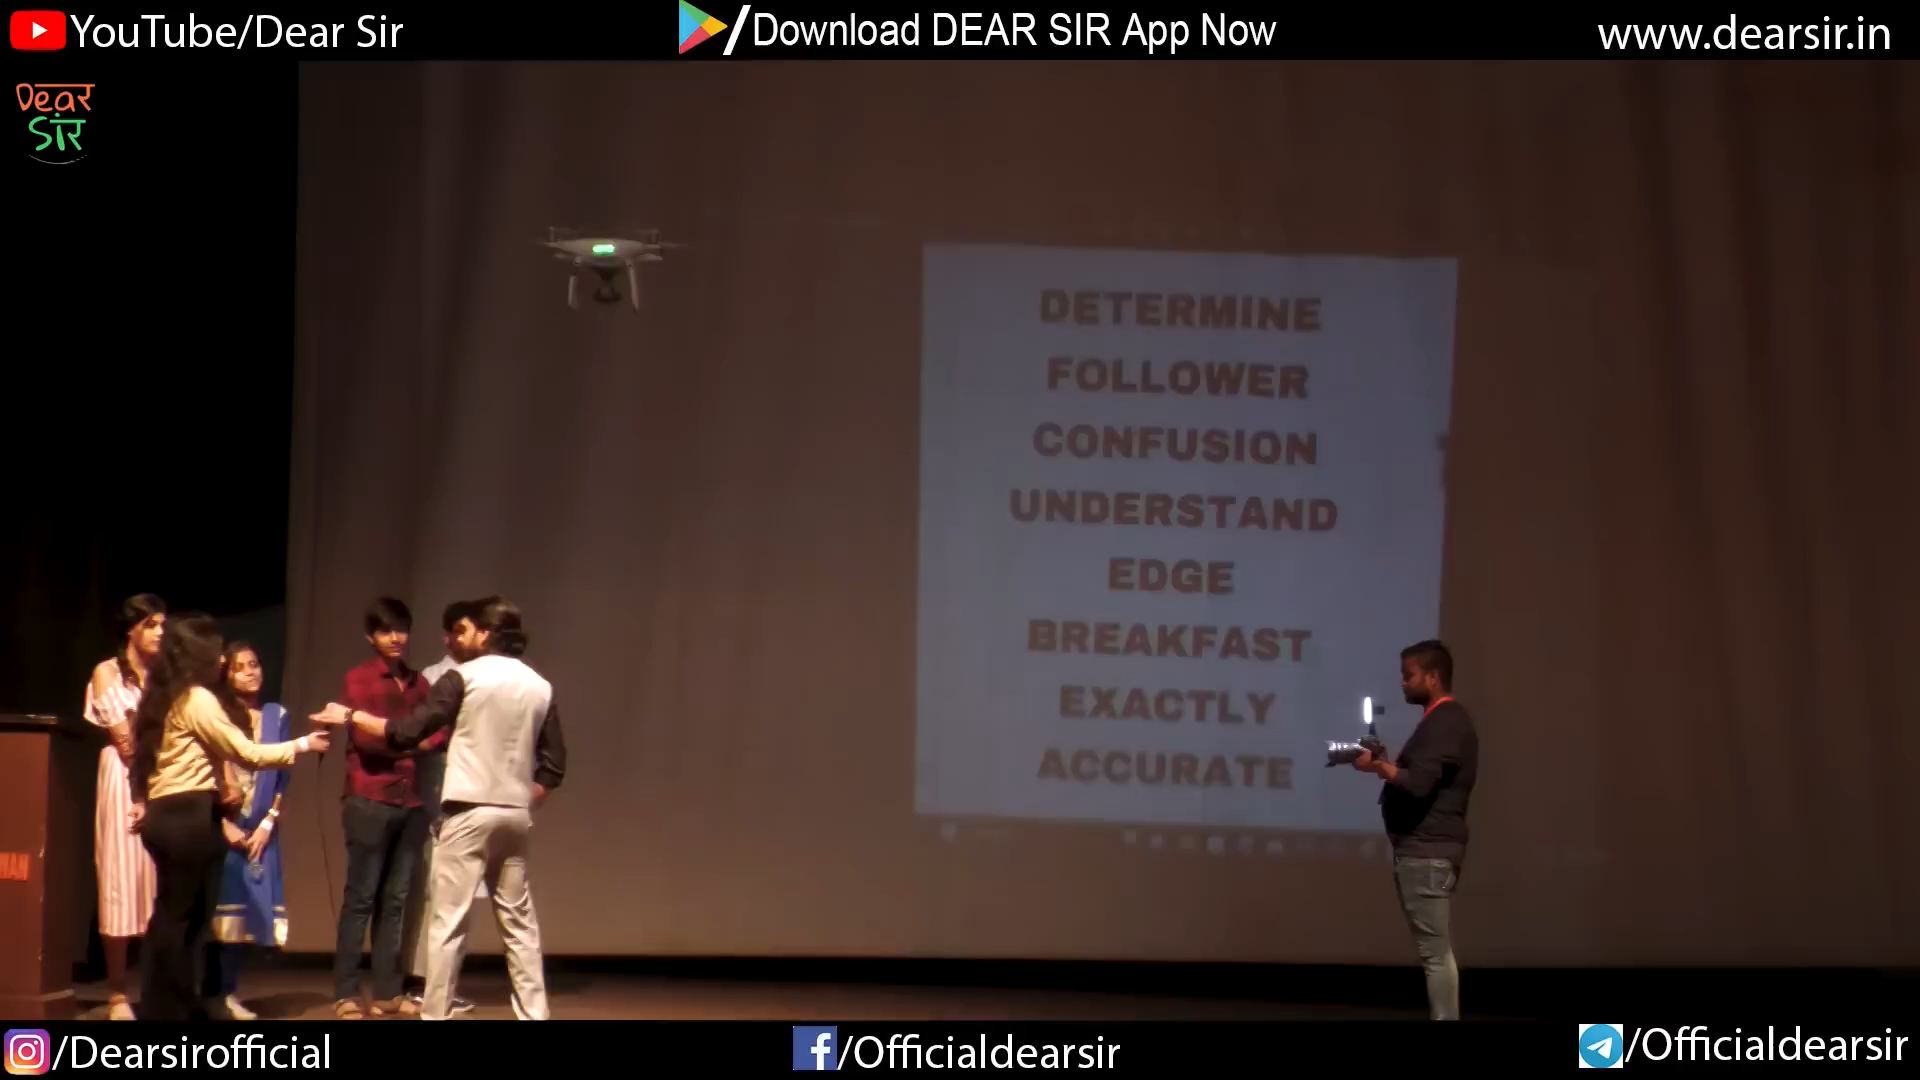 YouTube/Dear Sir
/Download DEAR SIR App Now
www.dearsir.in
Dear
Sir
DETERMINE
FOLLOWER
CONFUSION
UNDERSTAND
EDGE
BREAKFAST
EXACTLY
ACCURATE
WAN
/Dearsirofficial
/Officialdearsir
/Officialdearsir